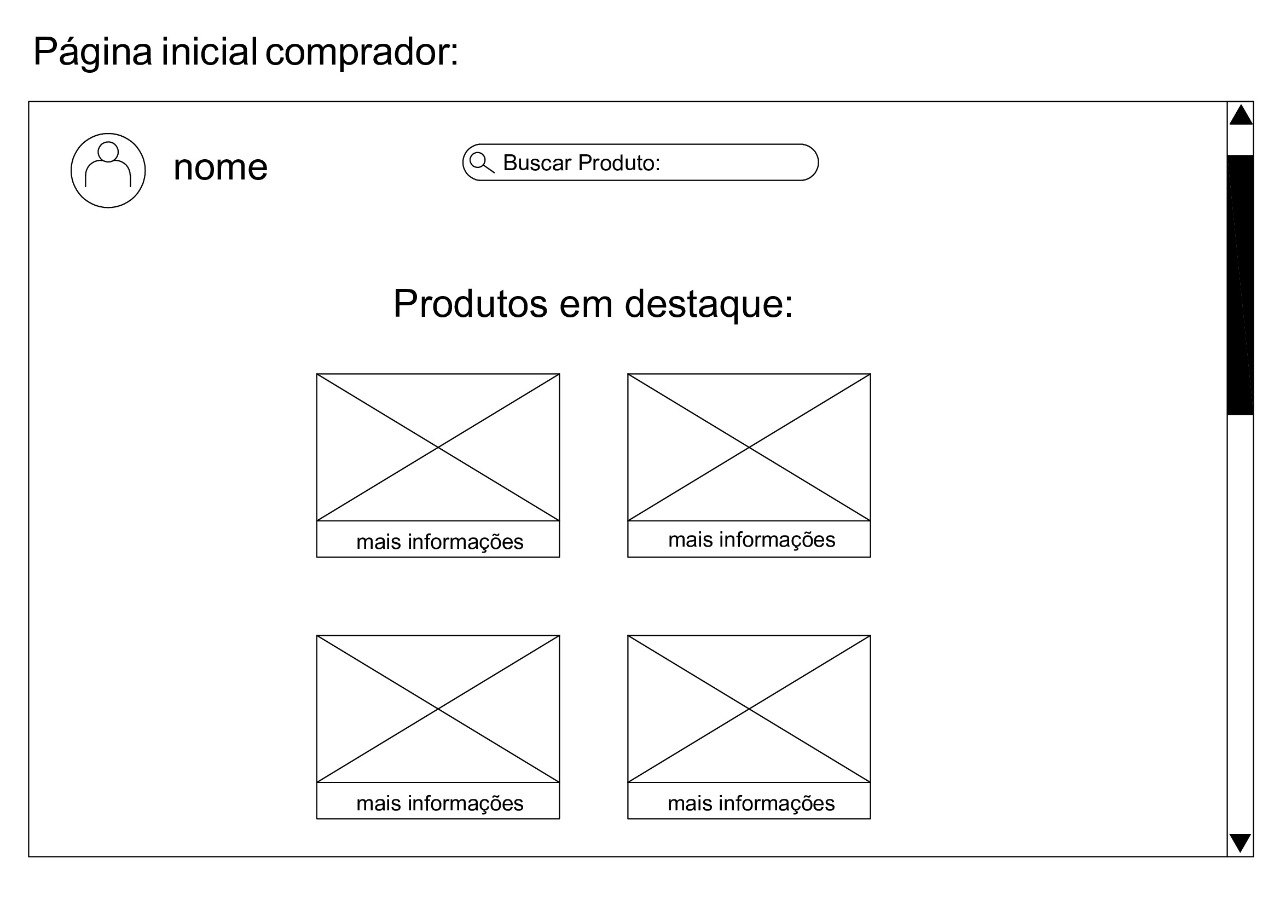 Página inicial comprador:
nome
Buscar Produto:
Produtos em destaque:
mais informações
mais informações
mais informações
mais informações